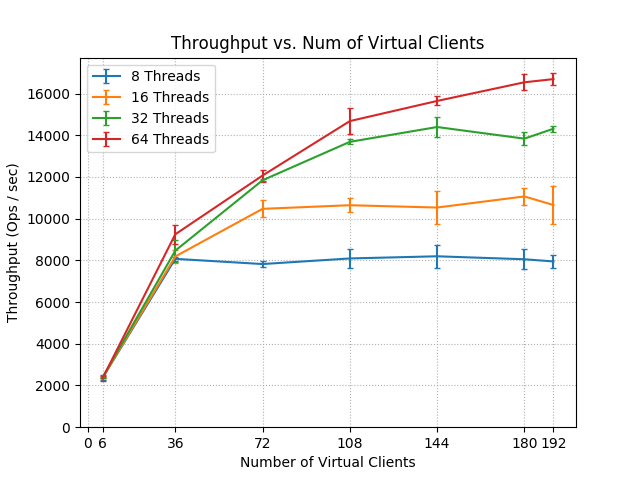 Throughput vs. Num of Virtual Clients
8 Threads
16 Threads
32 Threads
64 Threads
16000
14000
12000
10000
8000
6000
4000
2000
0
Throughput (Ops / sec)
0 6 36 72 108 144 180 192
Number of Virtual Clients